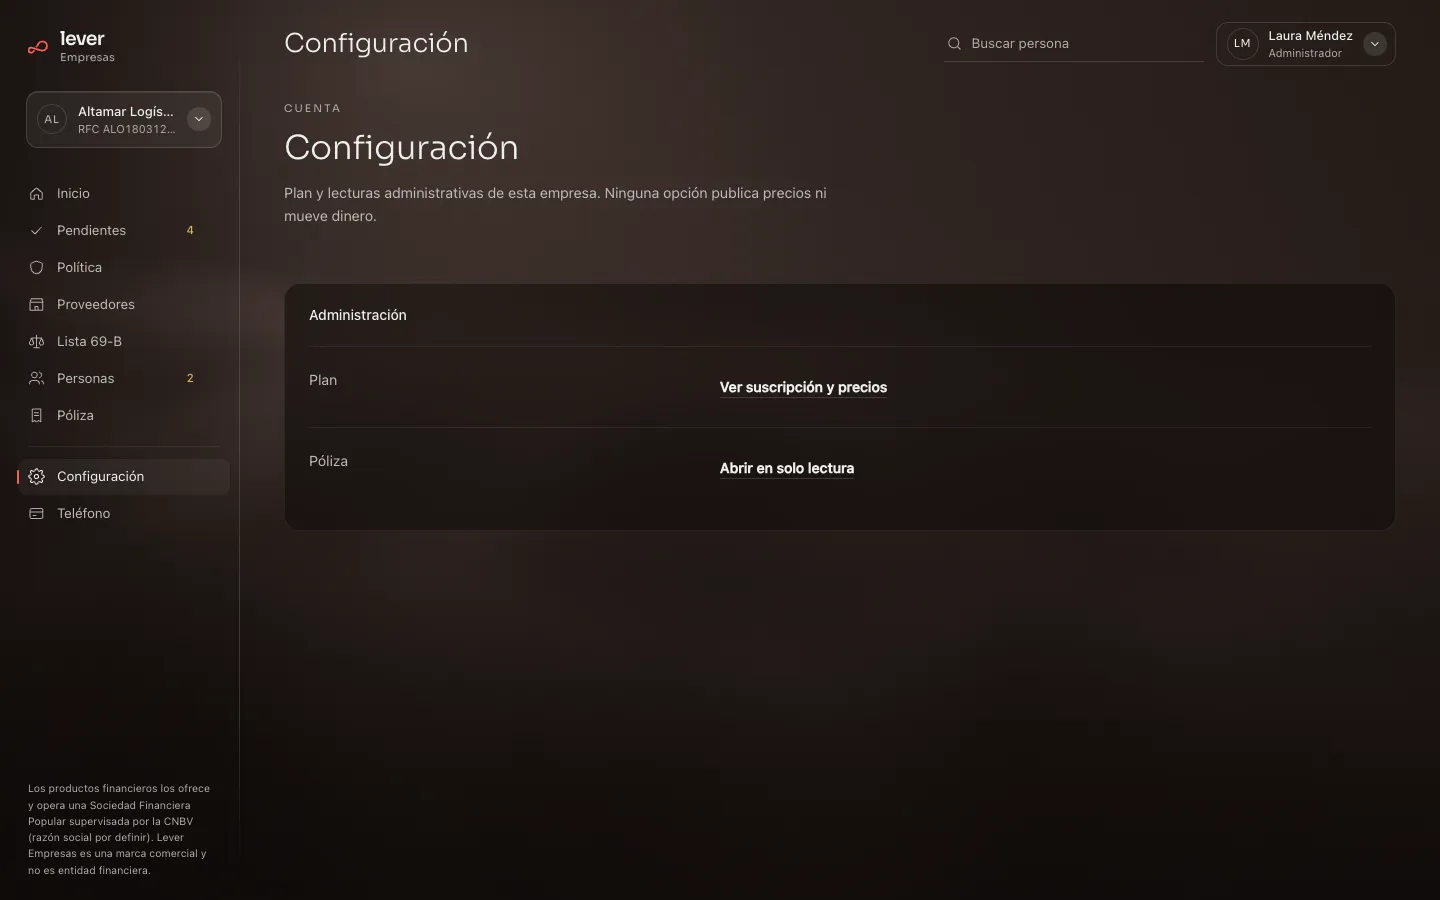 lever
Empresas
AL
Altamar Logís...
RFC ALO180312...
Inicio
Pendientes 4
Política
Proveedores
Lista 69-B
Personas 2
Póliza
Configuración
Teléfono
Los productos financieros los ofrece
y opera una Sociedad Financiera
Popular supervisada por la CNBV
(razón social por definir). Lever
Empresas es una marca comercial y
no es entidad financiera.
Configuración
Buscar persona
LM
Laura Méndez
Administrador
CUENTA
Configuración
Plan y lecturas administrativas de esta empresa. Ninguna opción publica precios ni
mueve dinero.
Administración
Plan
Ver suscripción y precios
Póliza
Abrir en solo lectura